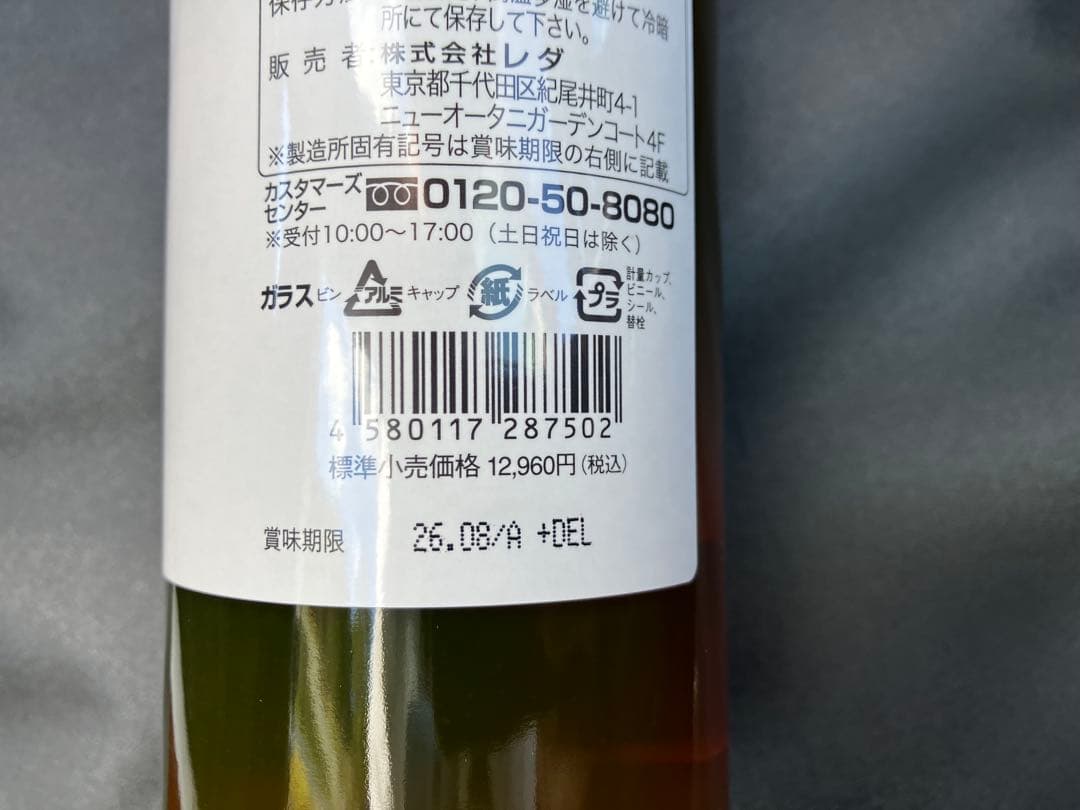 所にて保存して下さい。
販売者:株式会社レダ
東京都千代田区紀尾井町4-1
ニューオータニガーデンコート4F
※製造所固有記号は賞味期限の右側に記載
カスタマーズ
センター
0120-50-8080
※受付10:00〜17:00（土日祝日は除く）
ガラスビン アルミ キャップ 紙 ラベル プラ 計量カップ、
ビニール、
シール、
替栓
4 580117 287502
標準小売価格 12,960円(税込)
賞味期限 26.08/A +DEL